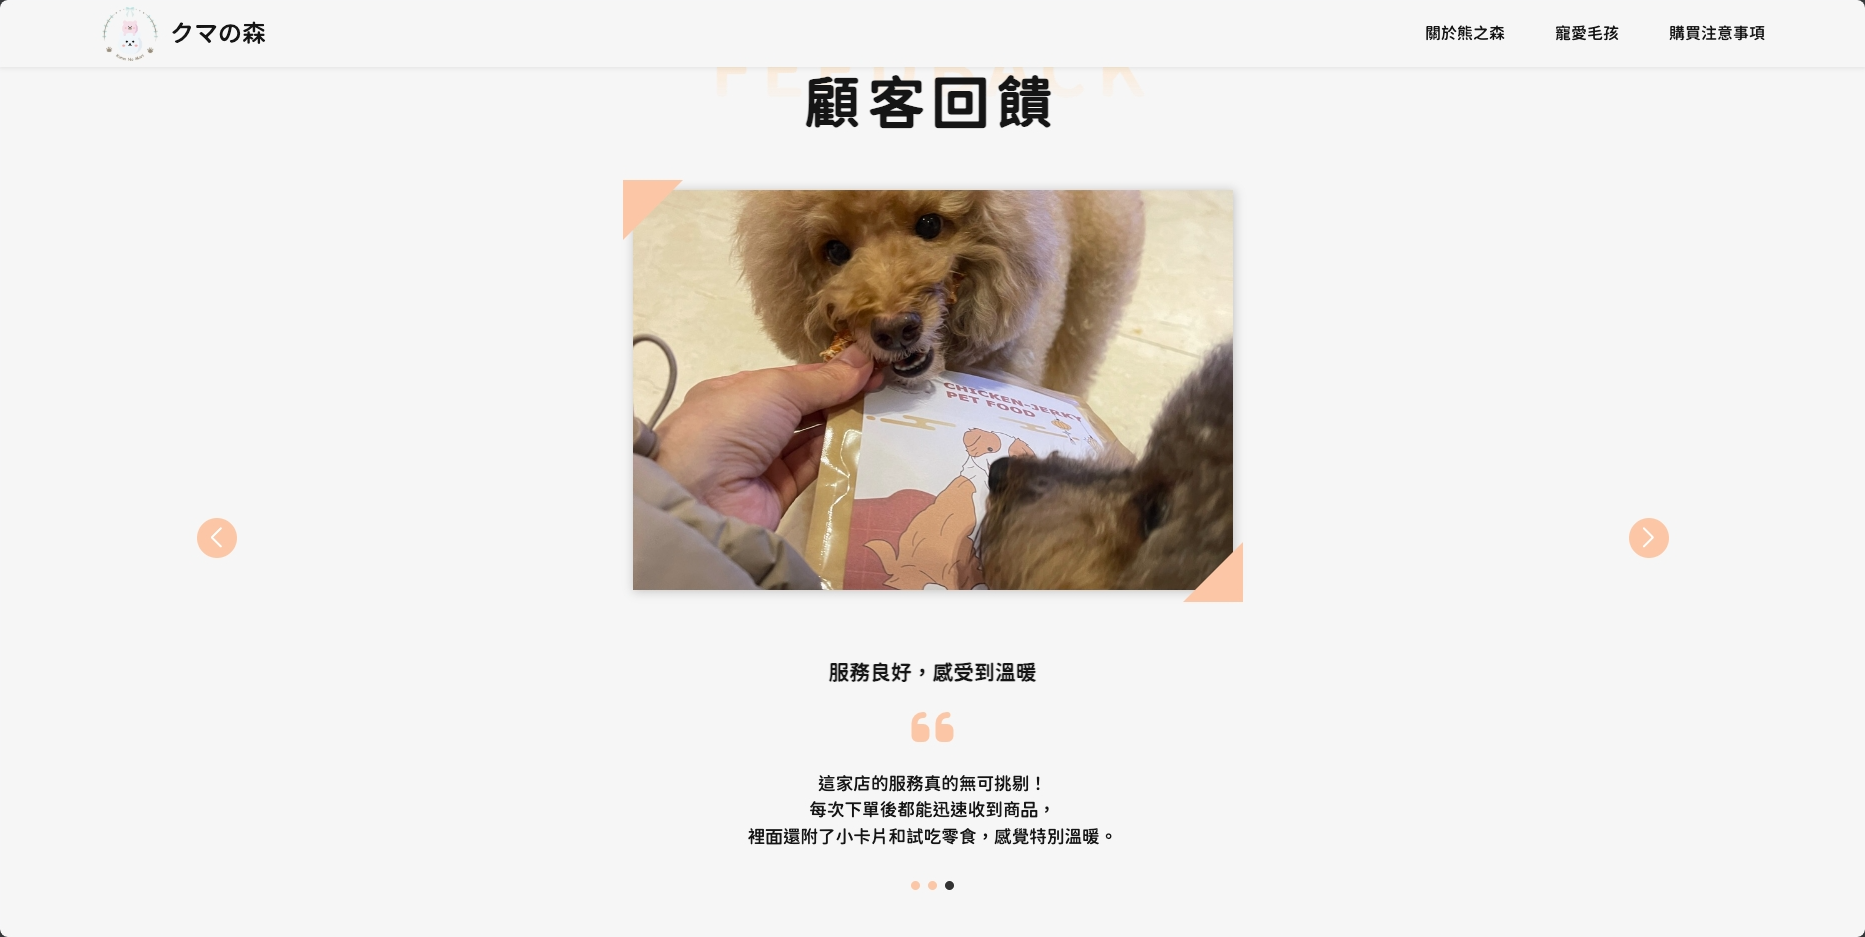 クマの森
關於熊之森
寵愛毛孩
購買注意事項
FEEDBACK
顧客回饋
CHICKEN-JERKY
PET FOOD
服務良好，感受到溫暖
這家店的服務真的無可挑剔！
每次下單後都能迅速收到商品，
裡面還附了小卡片和試吃零食，感覺特別溫暖。